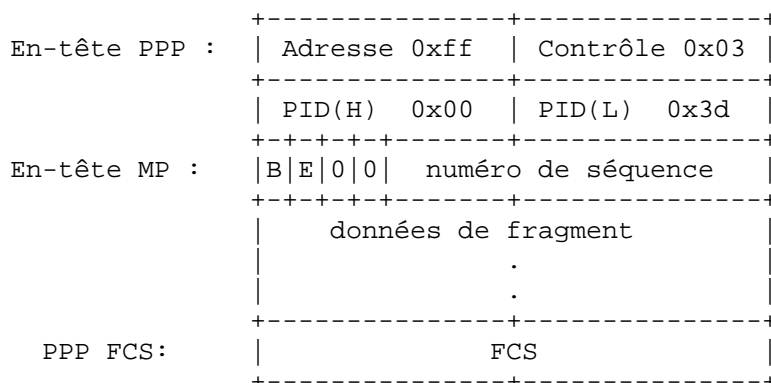 +---------------+---------------+
En-tête PPP : | Adresse 0xff | Contrôle 0x03 |
+---------------+---------------+
| PID(H) 0x00 | PID(L) 0x3d |
+-+-+-+-+-------+---------------+
En-tête MP : |B|E|0|0| numéro de séquence |
+-+-+-+-+-------+---------------+
| données de fragment |
| . |
| . |
+---------------+---------------+
PPP FCS: | FCS |
+---------------+---------------+